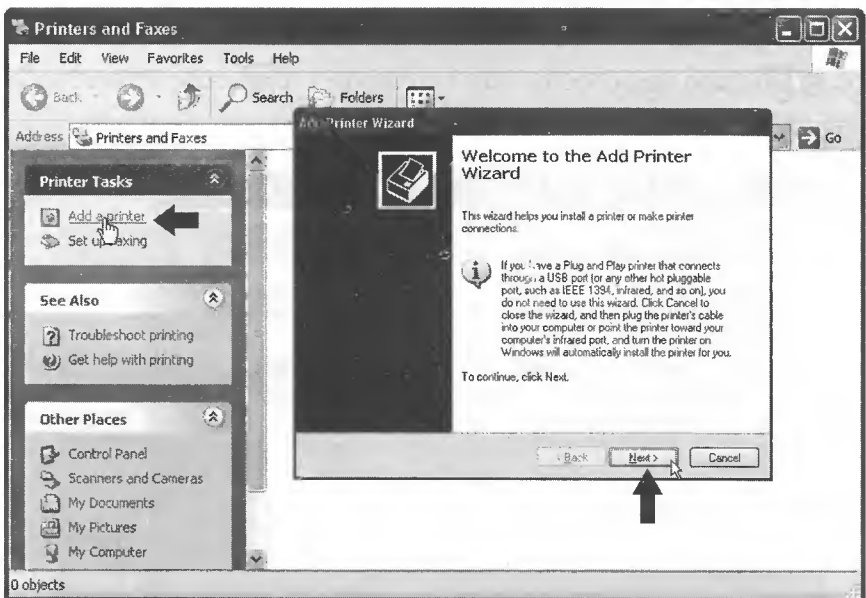 Printers and Faxes
File Edit View Favorites Tools Help
Back Search Folders
Address Printers and Faxes Go
Printer Tasks
Add a printer
Set up faxing
See Also
Troubleshoot printing
Get help with printing
Other Places
Control Panel
Scanners and Cameras
My Documents
My Pictures
My Computer
0 objects
Add Printer Wizard
Welcome to the Add Printer
Wizard
This wizard helps you install a printer or make printer
connections.
If you have a Plug and Play printer that connects
through a USB port (or any other hot pluggable
port, such as IEEE 1394, infrared, and so on), you
do not need to use this wizard. Click Cancel to
close the wizard, and then plug the printer's cable
into your computer or point the printer toward your
computer's infrared port, and turn the printer on
Windows will automatically install the printer for you.
To continue, click Next.
< Back Next > Cancel